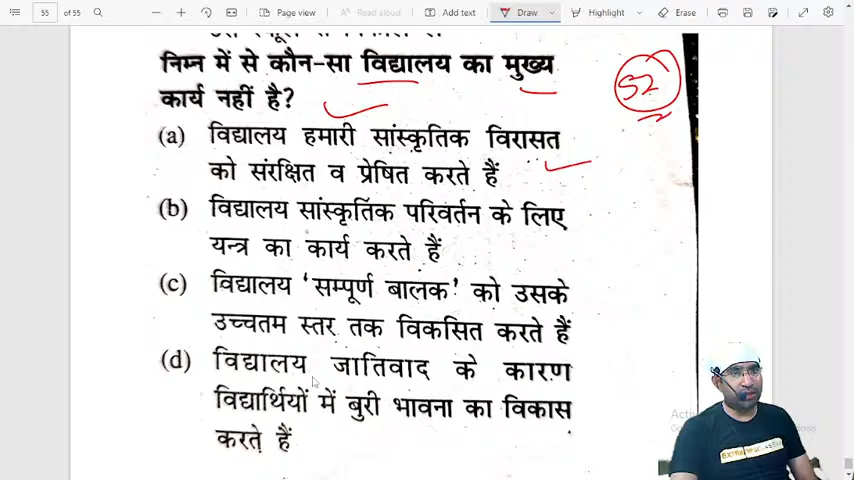 55 of 55
Page view
Read aloud
Add text
Draw
Highlight
Erase
निम्न में से कौन-सा विद्यालय का मुख्य
कार्य नहीं है?
52
(a) विद्यालय हमारी सांस्कृतिक विरासत
को संरक्षित व प्रेषित करते हैं
(b) विद्यालय सांस्कृतिक परिवर्तन के लिए
यन्त्र का कार्य करते हैं
(c) विद्यालय ‘सम्पूर्ण बालक’ को उसके
उच्चतम स्तर तक विकसित करते हैं
(d) विद्यालय जातिवाद के कारण
विद्यार्थियों में बुरी भावना का विकास
करते हैं